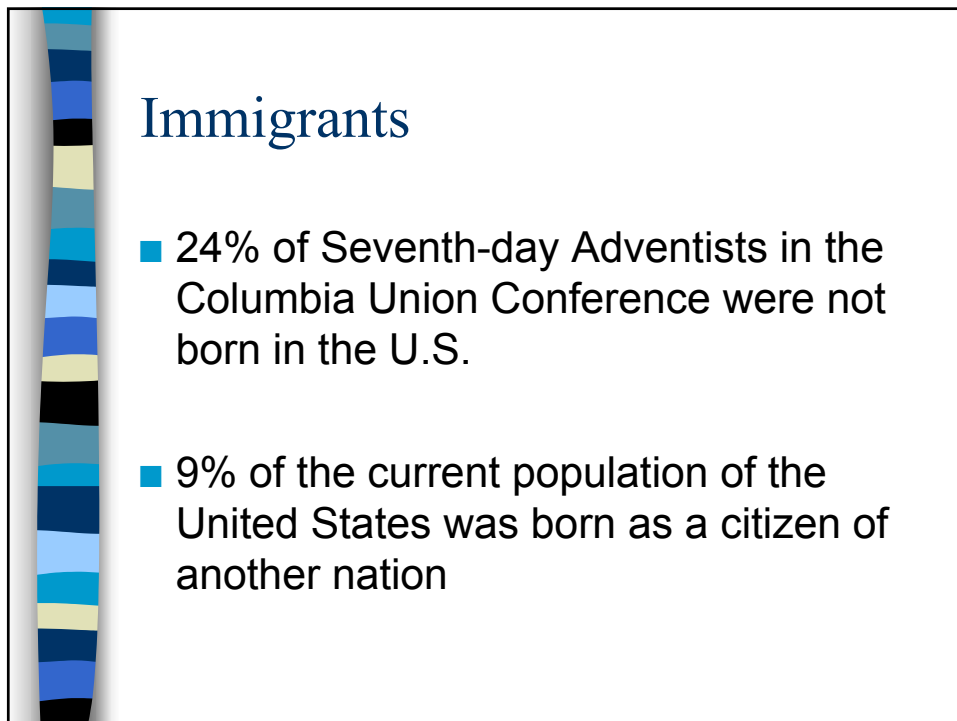 Immigrants
■ 24% of Seventh-day Adventists in the
Columbia Union Conference were not
born in the U.S.
■ 9% of the current population of the
United States was born as a citizen of
another nation